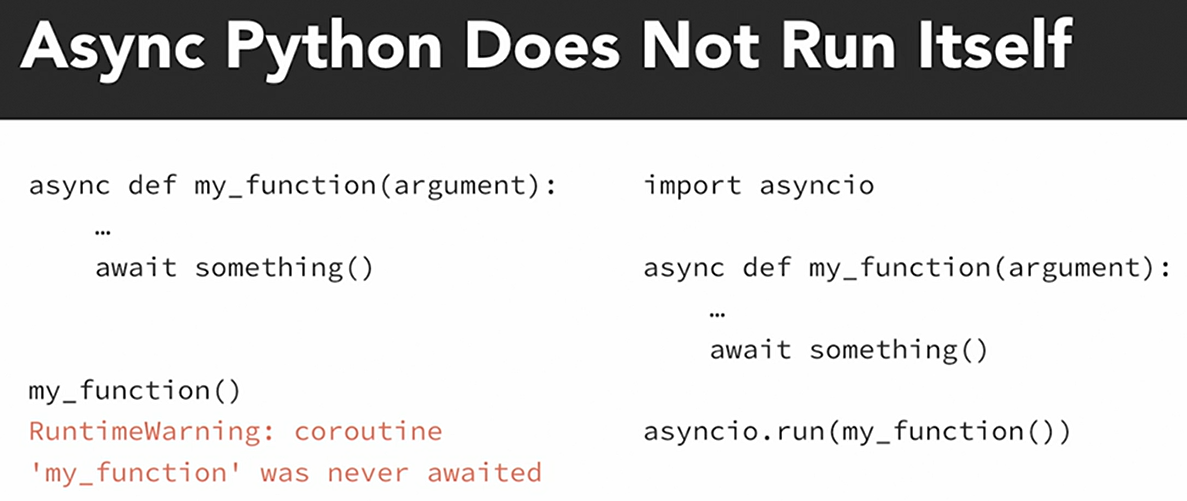 Async Python Does Not Run Itself
async def my_function(argument):
…
await something()
my_function()
RuntimeWarning: coroutine
'my_function' was never awaited
import asyncio
async def my_function(argument):
…
await something()
asyncio.run(my_function())